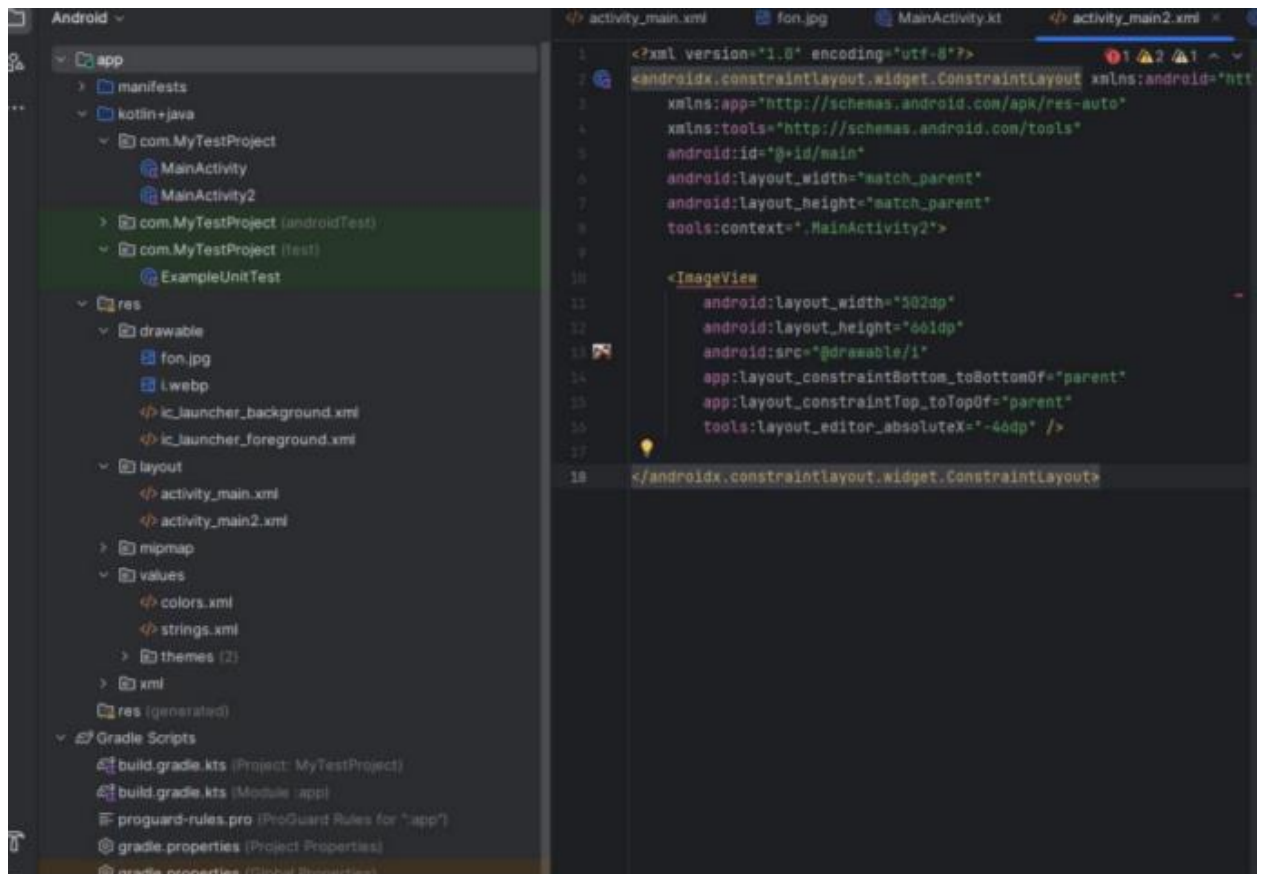 Android
app
manifests
kotlin+java
com.MyTestProject
MainActivity
MainActivity2
com.MyTestProject (androidTest)
com.MyTestProject (test)
ExampleUnitTest
res
drawable
fon.jpg
i.webp
ic_launcher_background.xml
ic_launcher_foreground.xml
layout
activity_main.xml
activity_main2.xml
mipmap
values
colors.xml
strings.xml
themes (2)
xml
res (generated)
Gradle Scripts
build.gradle.kts (Project: MyTestProject)
build.gradle.kts (Module :app)
proguard-rules.pro (ProGuard Rules for ":app")
gradle.properties (Project Properties)
gradle.properties (Global Properties)
activity_main.xml fon.jpg MainActivity.kt activity_main2.xml
1 <?xml version="1.0" encoding="utf-8"?> 1 2 1
2 <androidx.constraintlayout.widget.ConstraintLayout xmlns:android="htt
3 xmlns:app="http://schemas.android.com/apk/res-auto"
4 xmlns:tools="http://schemas.android.com/tools"
5 android:id="@+id/main"
6 android:layout_width="match_parent"
7 android:layout_height="match_parent"
8 tools:context=".MainActivity2">
9
10 <ImageView
11 android:layout_width="502dp"
12 android:layout_height="661dp"
13 android:src="@drawable/i"
14 app:layout_constraintBottom_toBottomOf="parent"
15 app:layout_constraintTop_toTopOf="parent"
16 tools:layout_editor_absoluteX="-46dp" />
17
18 </androidx.constraintlayout.widget.ConstraintLayout>